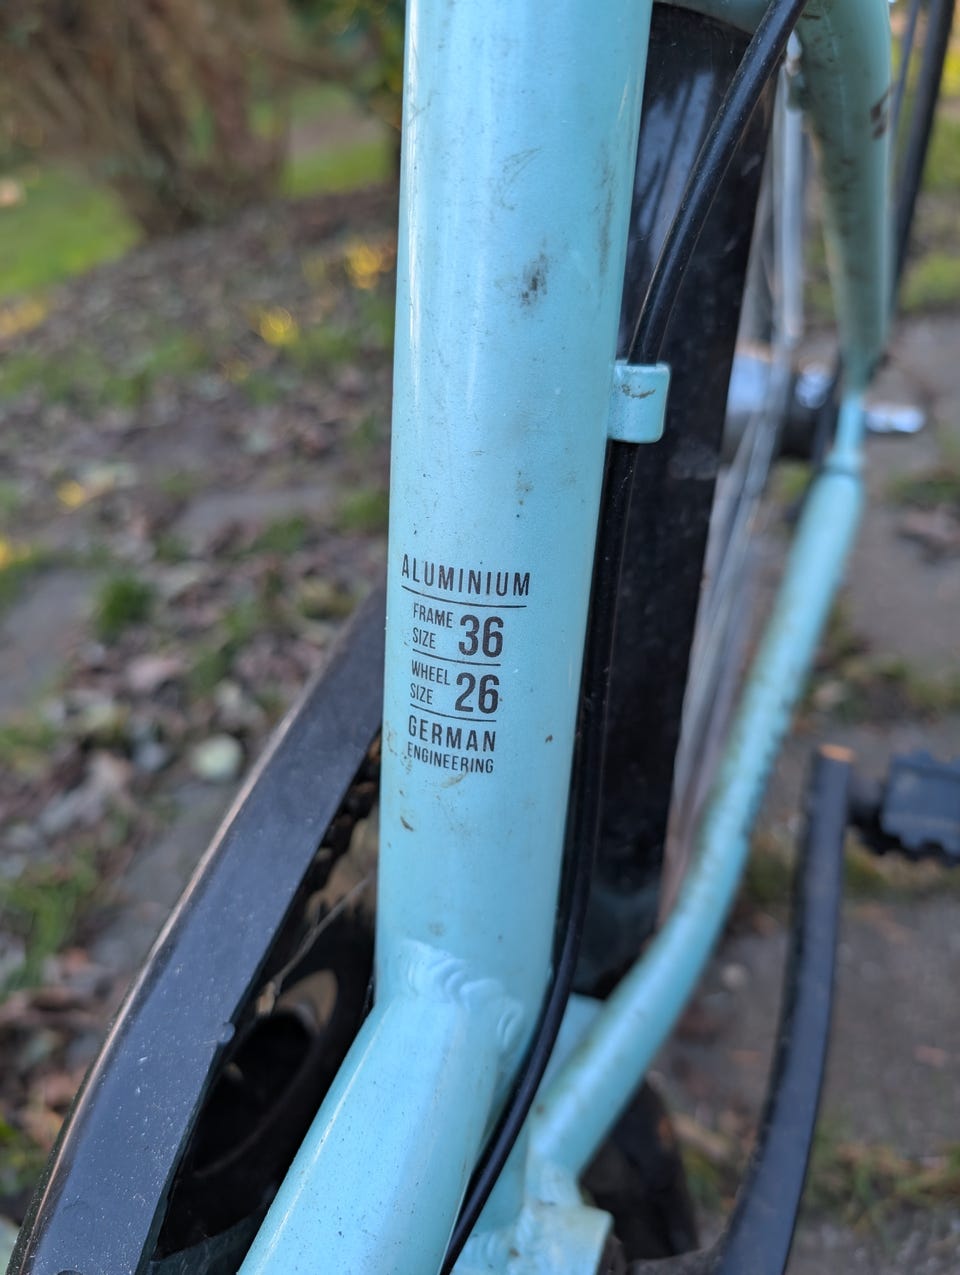 ALUMINIUM
FRAME SIZE 36
WHEEL SIZE 26
GERMAN
ENGINEERING